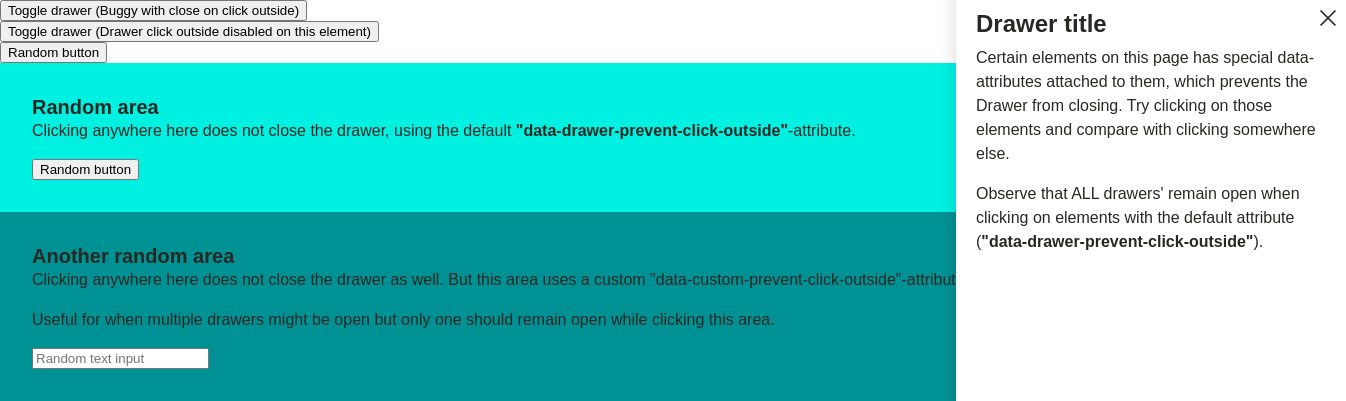 Toggle drawer (Buggy with close on click outside)
Toggle drawer (Drawer click outside disabled on this element)
Random button
Random area
Clicking anywhere here does not close the drawer, using the default "data-drawer-prevent-click-outside"-attribute.
Random button
Another random area
Clicking anywhere here does not close the drawer as well. But this area uses a custom "data-custom-prevent-click-outside"-attribut
Useful for when multiple drawers might be open but only one should remain open while clicking this area.
Random text input
Drawer title
Certain elements on this page has special data-
attributes attached to them, which prevents the
Drawer from closing. Try clicking on those
elements and compare with clicking somewhere
else.
Observe that ALL drawers' remain open when
clicking on elements with the default attribute
("data-drawer-prevent-click-outside").